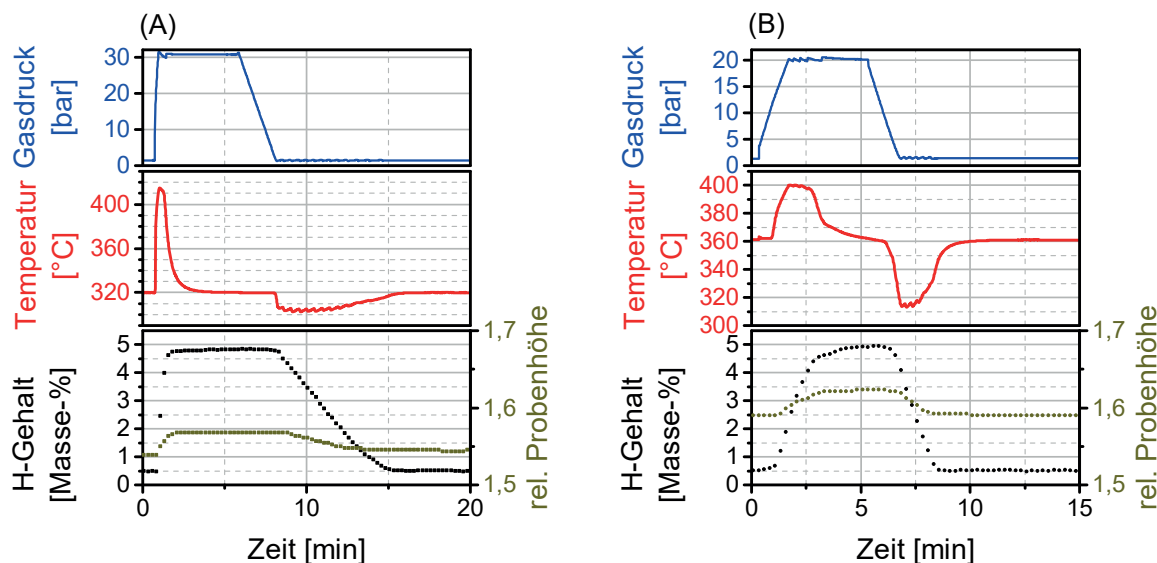 (A)
Gasdruck
[bar]
30
20
10
0
Temperatur
[°C]
400
360
320
H-Gehalt
[Masse-%]
5
4
3
2
1
0
1,7
1,6
1,5
rel. Probenhöhe
0
10
20
Zeit [min]
(B)
Gasdruck
[bar]
20
15
10
5
0
Temperatur
[°C]
400
380
360
340
320
300
H-Gehalt
[Masse-%]
5
4
3
2
1
0
1,7
1,6
1,5
rel. Probenhöhe
0
5
10
15
Zeit [min]